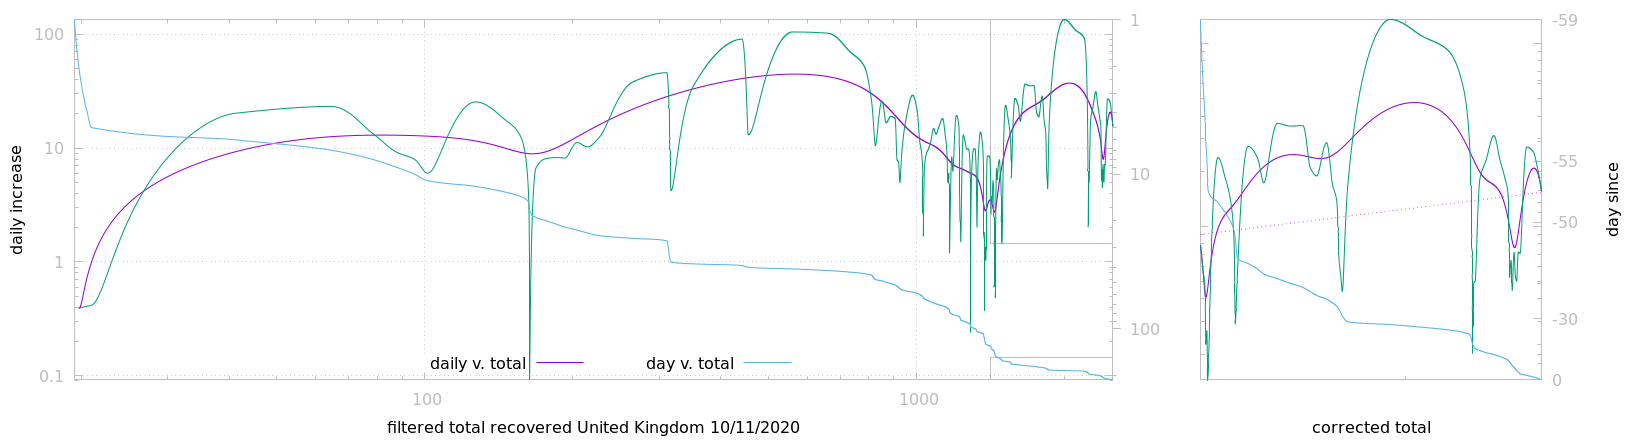 100
10
1
0.1
daily increase
daily v. total
day v. total
100
1000
filtered total recovered United Kingdom 10/11/2020
1
10
100
-59
-55
-50
-30
0
day since
corrected total